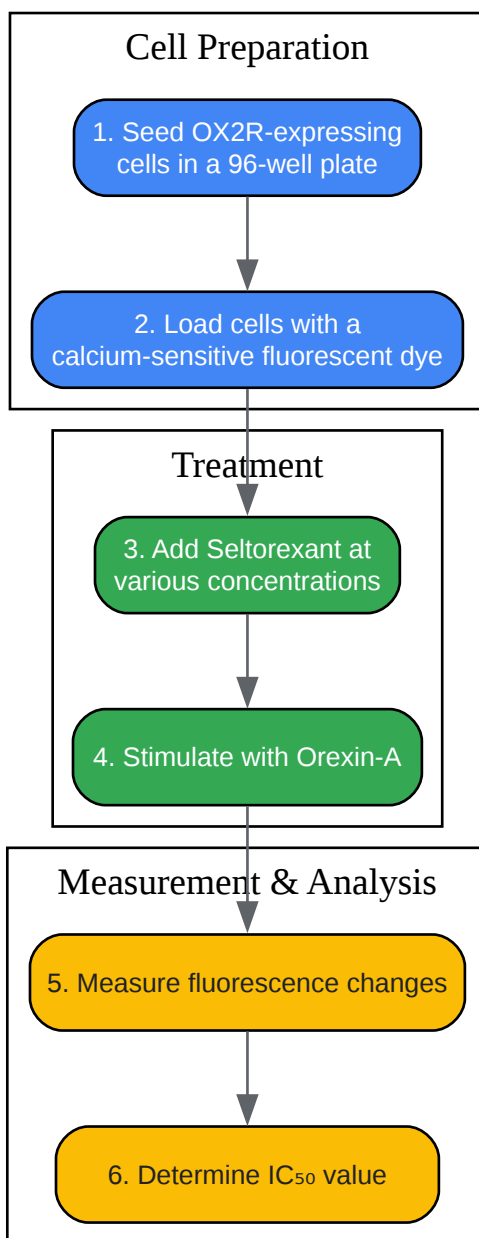 Cell Preparation
1. Seed OX2R-expressing
cells in a 96-well plate
2. Load cells with a
calcium-sensitive fluorescent dye
Treatment
3. Add Seltorexant at
various concentrations
4. Stimulate with Orexin-A
Measurement & Analysis
5. Measure fluorescence changes
6. Determine IC₅₀ value